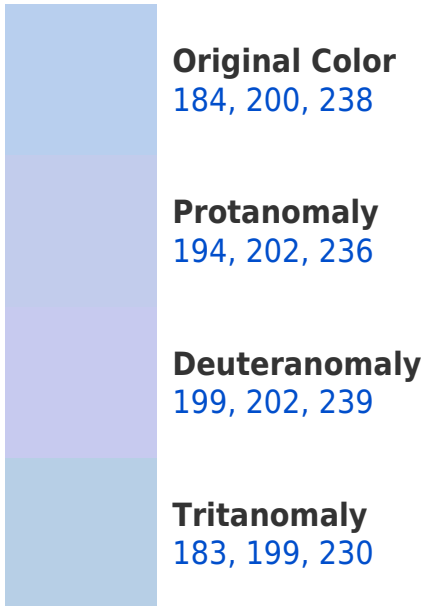 Original Color
184, 200, 238
Protanomaly
194, 202, 236
Deuteranomaly
199, 202, 239
Tritanomaly
183, 199, 230